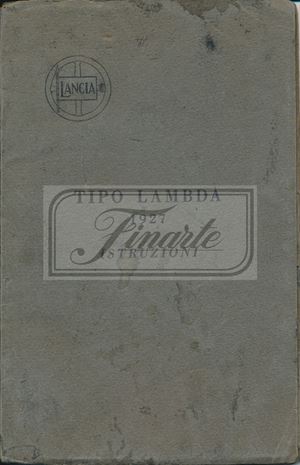 LANCIA
TIPO LAMBDA
1927
Finarte
ISTRUZIONI